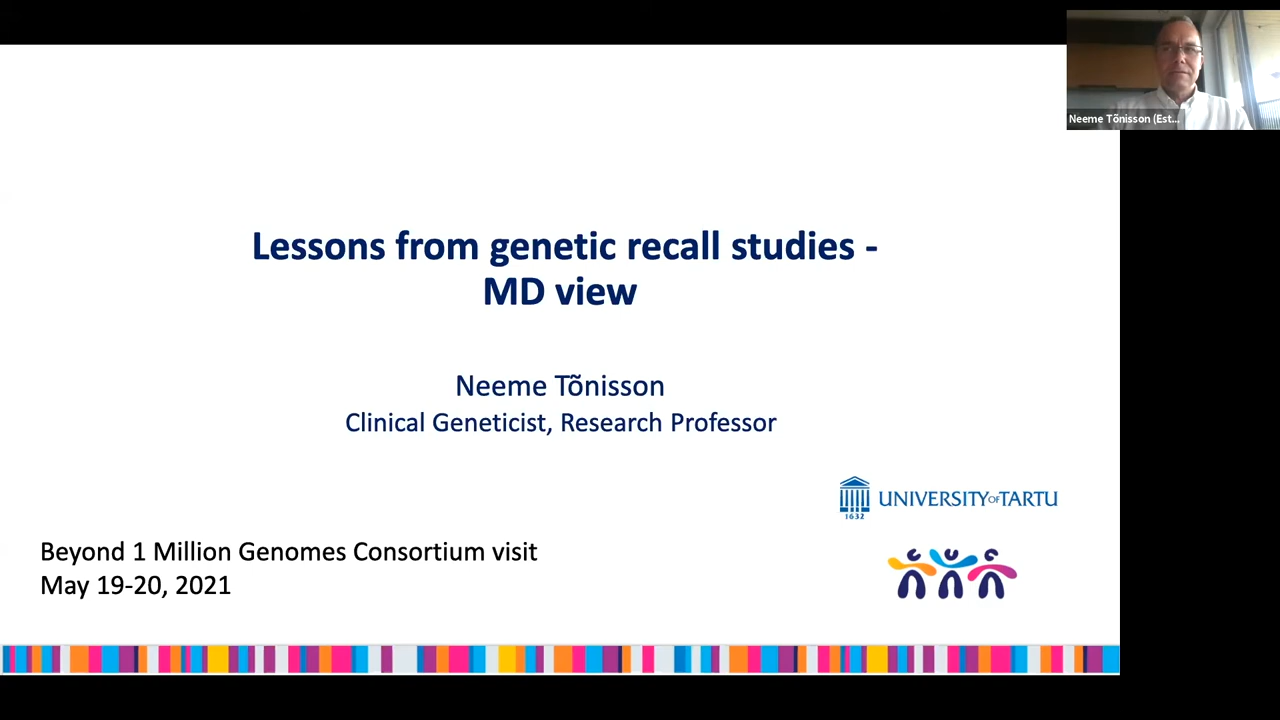 Neeme Tõnisson (Est...
Lessons from genetic recall studies -
MD view
Neeme Tõnisson
Clinical Geneticist, Research Professor
UNIVERSITY OF TARTU
1632
Beyond 1 Million Genomes Consortium visit
May 19-20, 2021